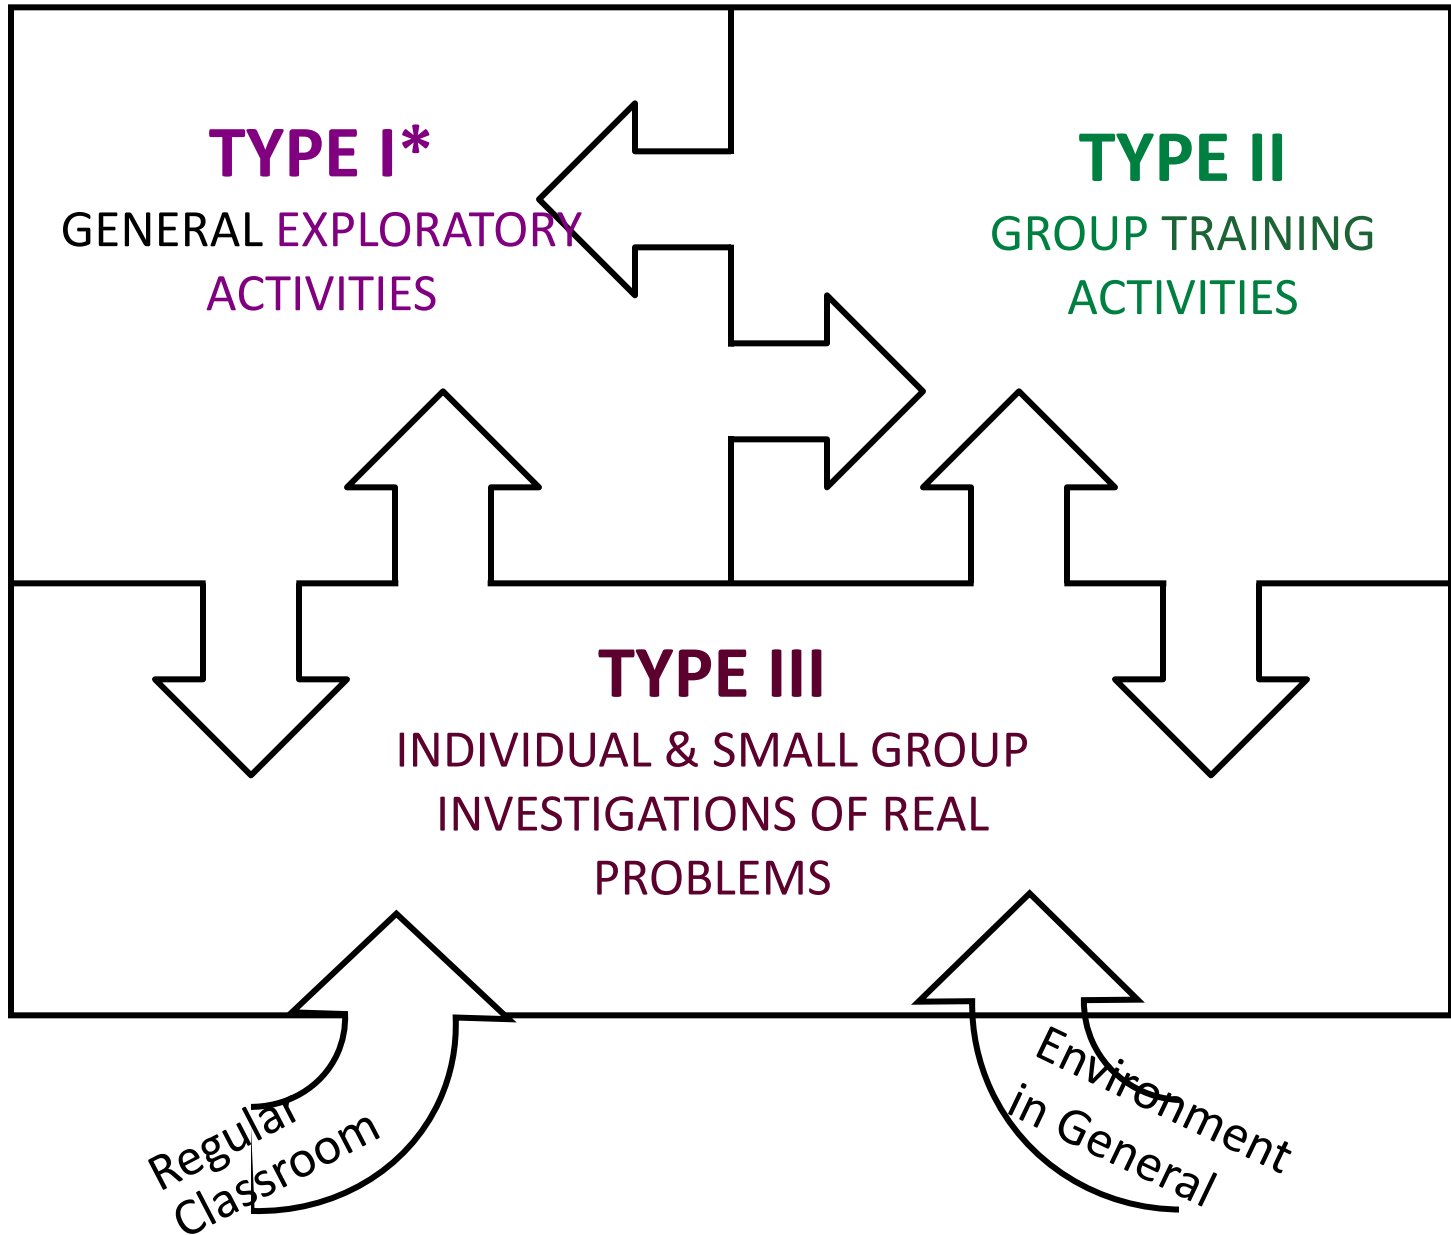 TYPE I*
GENERAL EXPLORATORY
ACTIVITIES
TYPE II
GROUP TRAINING
ACTIVITIES
TYPE III
INDIVIDUAL & SMALL GROUP
INVESTIGATIONS OF REAL
PROBLEMS
Regular
Classroom
Environment
in General